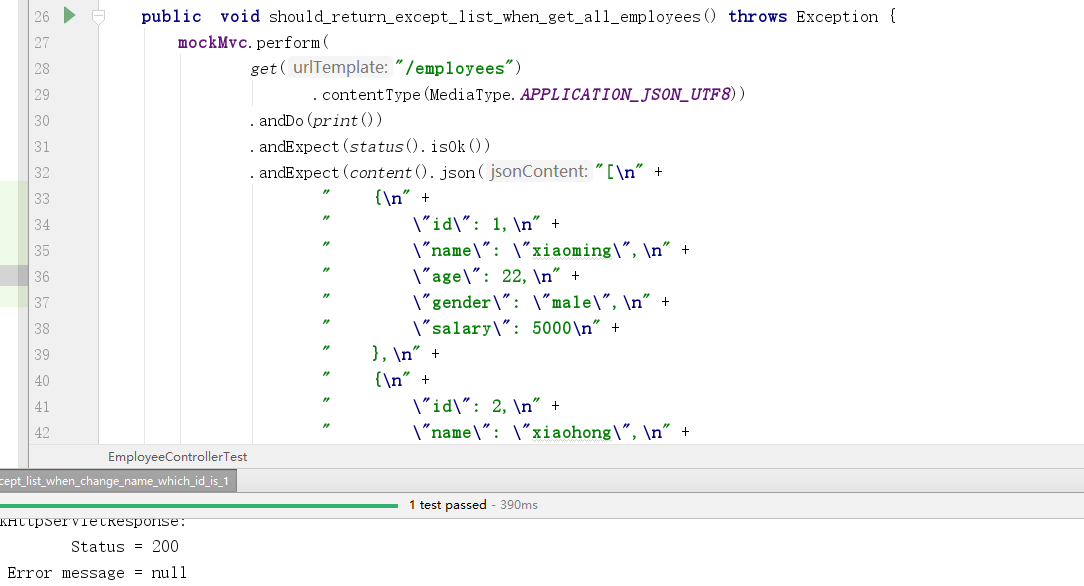 26 public void should_return_except_list_when_get_all_employees() throws Exception {
27 mockMvc.perform(
28 get( urlTemplate: "/employees")
29 .contentType(MediaType.APPLICATION_JSON_UTF8))
30 .andDo(print())
31 .andExpect(status().isOk())
32 .andExpect(content().json( jsonContent: "[\n" +
33 " {\n" +
34 " \"id\": 1,\n" +
35 " \"name\": \"xiaoming\",\n" +
36 " \"age\": 22,\n" +
37 " \"gender\": \"male\",\n" +
38 " \"salary\": 5000\n" +
39 " },\n" +
40 " {\n" +
41 " \"id\": 2,\n" +
42 " \"name\": \"xiaohong\",\n" +
EmployeeControllerTest
cept_list_when_change_name_which_id_is_1
1 test passed - 390ms
kHttpServletResponse:
Status = 200
Error message = null